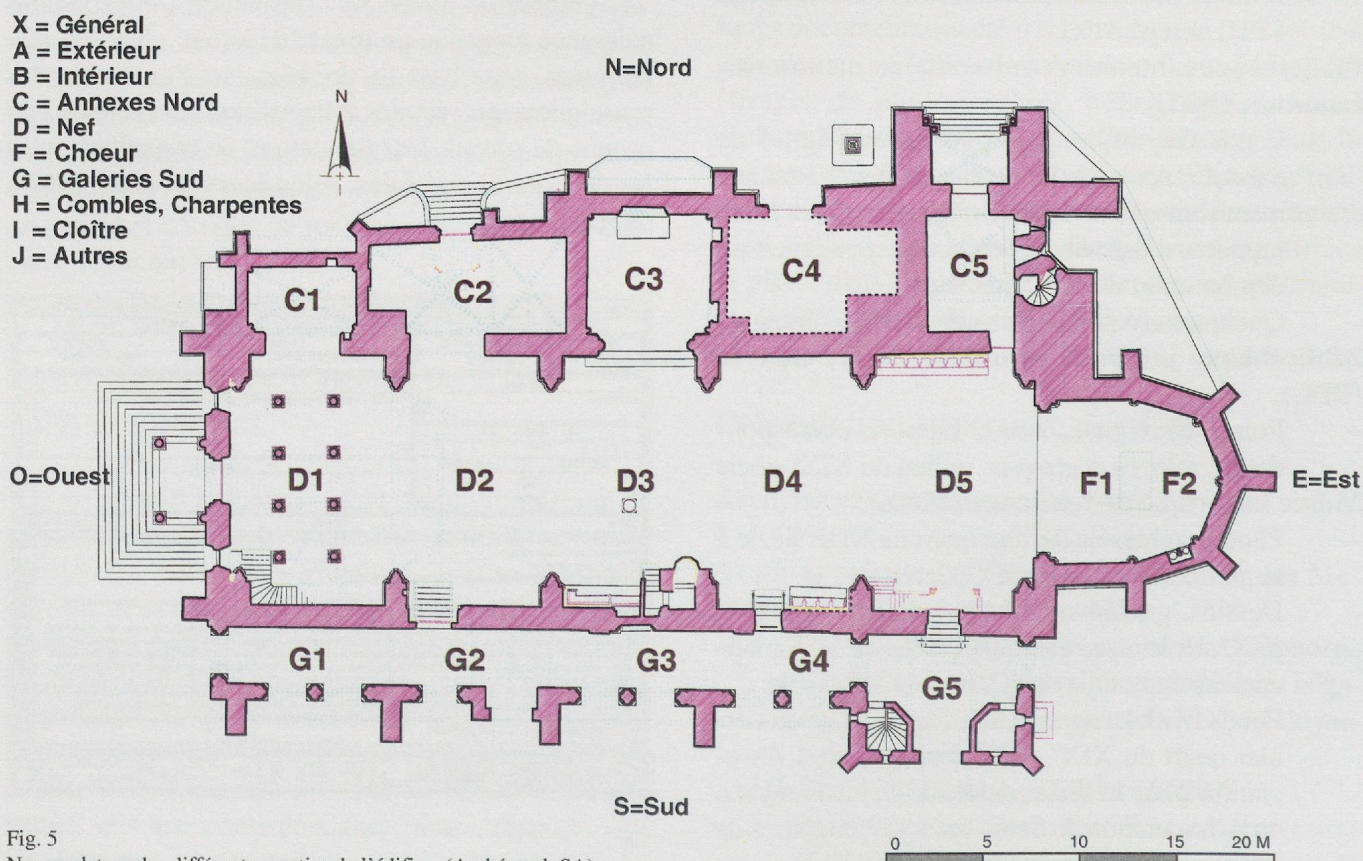 X = Général
A = Extérieur
B = Intérieur
C = Annexes Nord
D = Nef
F = Choeur
G = Galeries Sud
H = Combles, Charpentes
I = Cloître
J = Autres
N=Nord
N
C1
C2
C3
C4
C5
O=Ouest
D1
D2
D3
D4
D5
F1
F2
E=Est
G1
G2
G3
G4
G5
S=Sud
Fig. 5
0 5 10 15 20 M